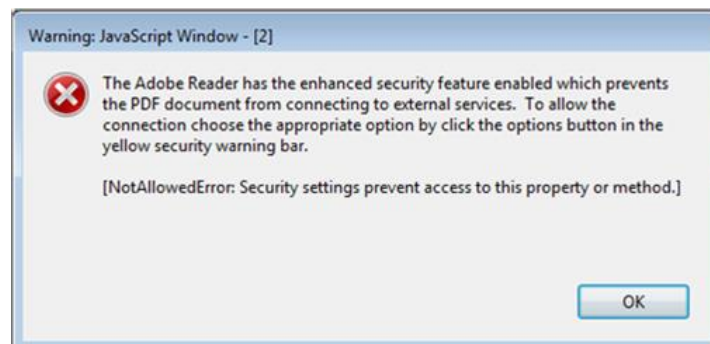 Warning: JavaScript Window - [2]
The Adobe Reader has the enhanced security feature enabled which prevents
the PDF document from connecting to external services.  To allow the
connection choose the appropriate option by click the options button in the
yellow security warning bar.
[NotAllowedError: Security settings prevent access to this property or method.]
OK